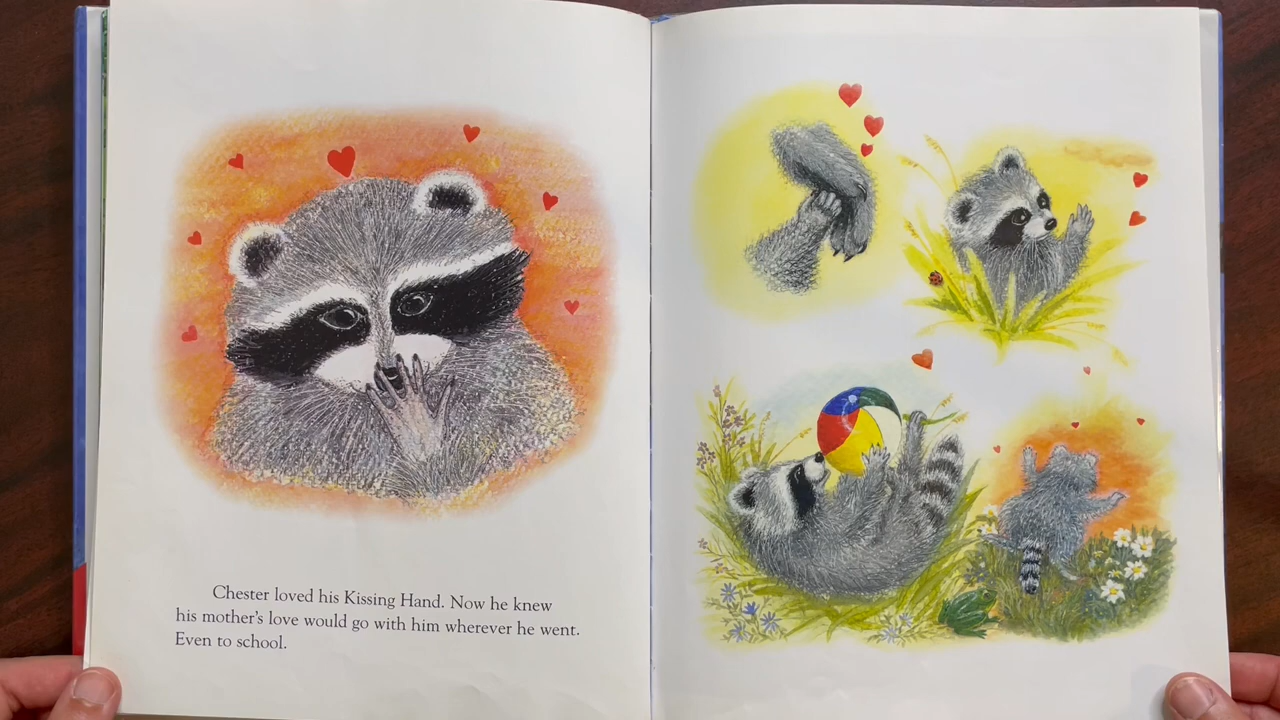 Chester loved his Kissing Hand. Now he knew
his mother's love would go with him wherever he went.
Even to school.